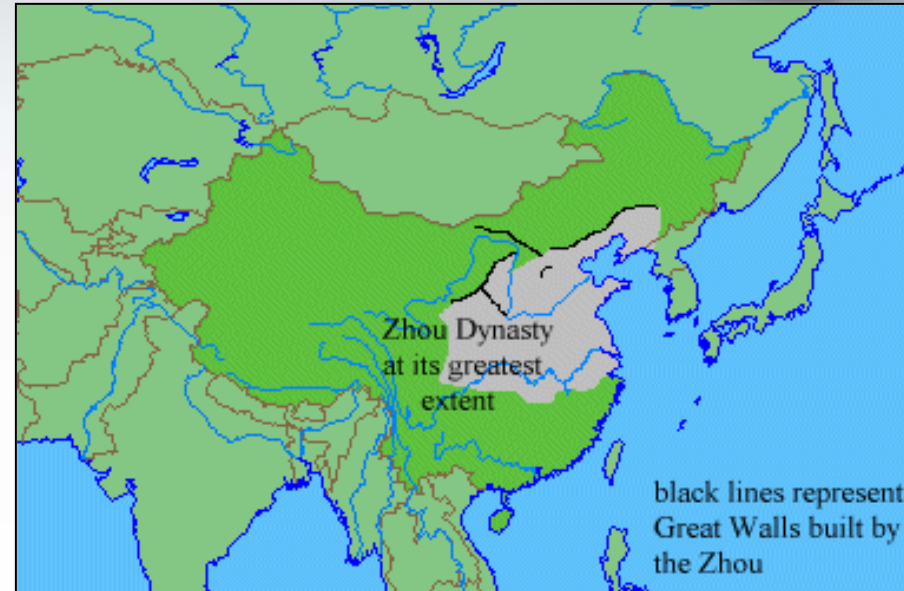 Zhou Dynasty
at its greatest
extent
black lines represent
Great Walls built by
the Zhou